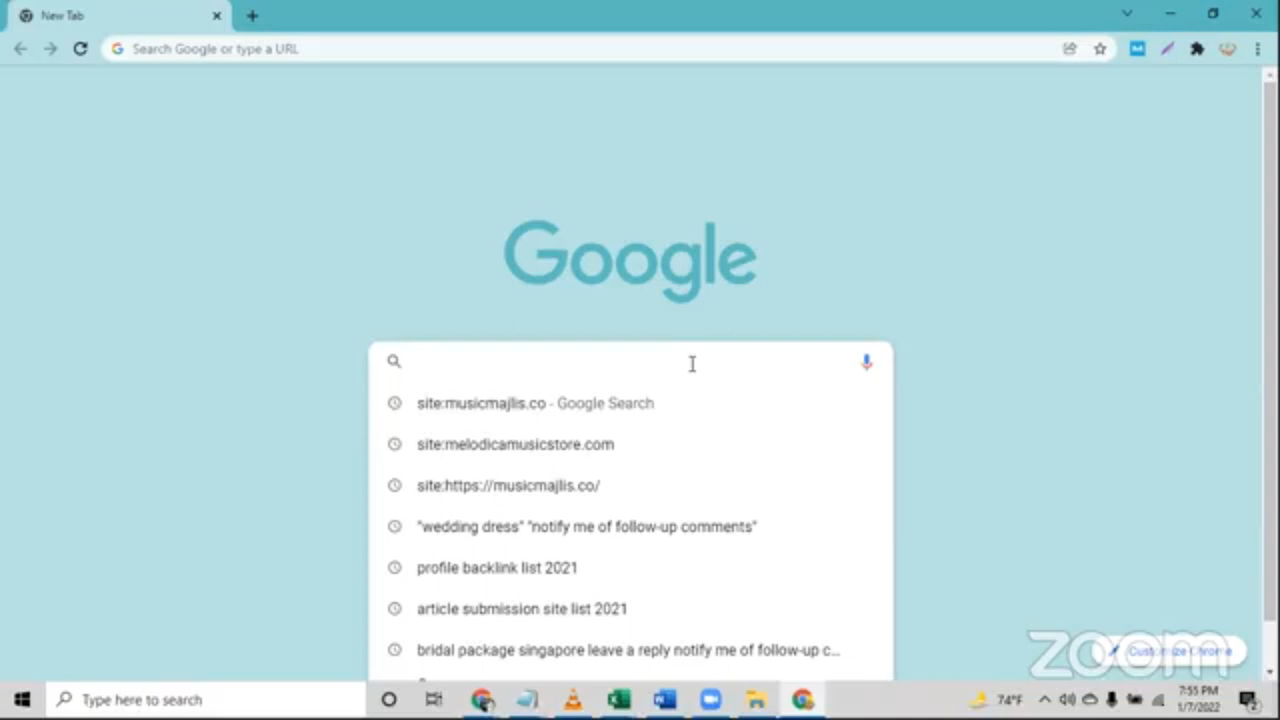 New Tab
Search Google or type a URL
Google
site:musicmajlis.co - Google Search
site:melodicamusicstore.com
site:https://musicmajlis.co/
"wedding dress" "notify me of follow-up comments"
profile backlink list 2021
article submission site list 2021
bridal package singapore leave a reply notify me of follow-up c...
zoom
Customize Chrome
Type here to search
74°F
7:55 PM
1/7/2022